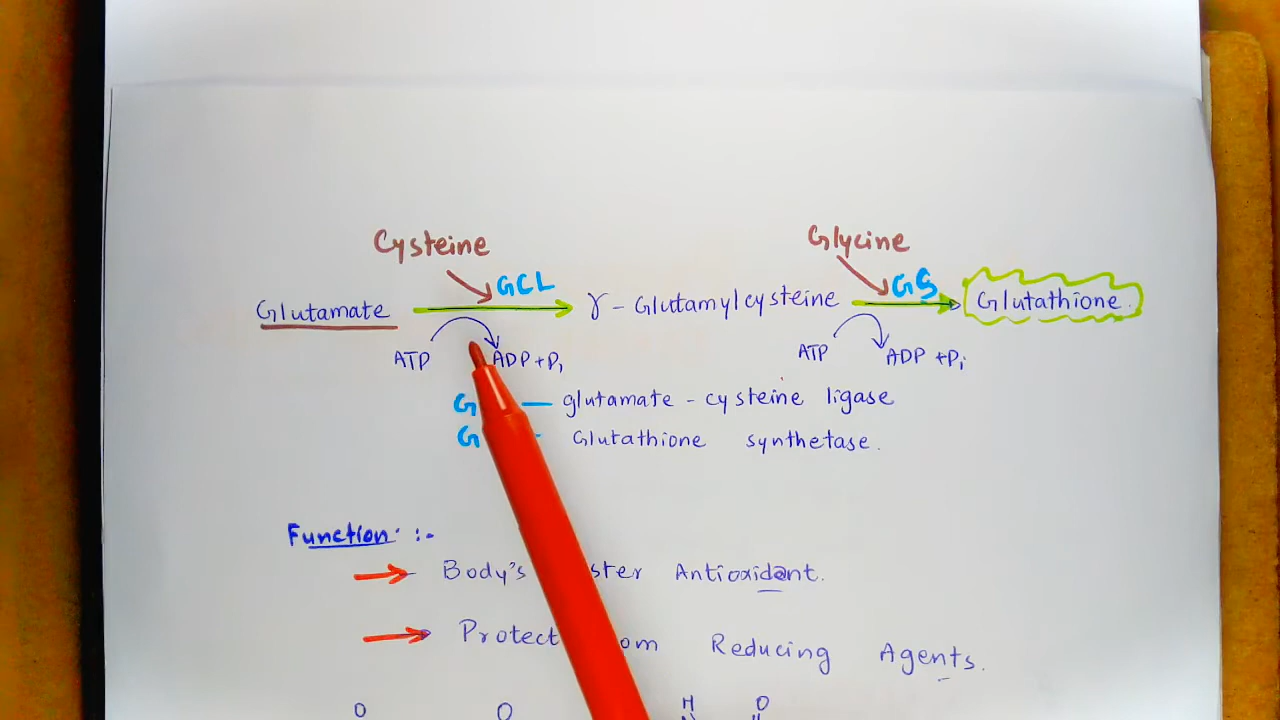 Cysteine Glycine
Glutamate GCL γ - Glutamylcysteine GS Glutathione.
ATP ADP + Pi ATP ADP + Pi
G — glutamate - cysteine ligase
G - Glutathione synthetase.
Function :-
→ Body's Antioxidant.
→ Reducing Agents.
O O H O